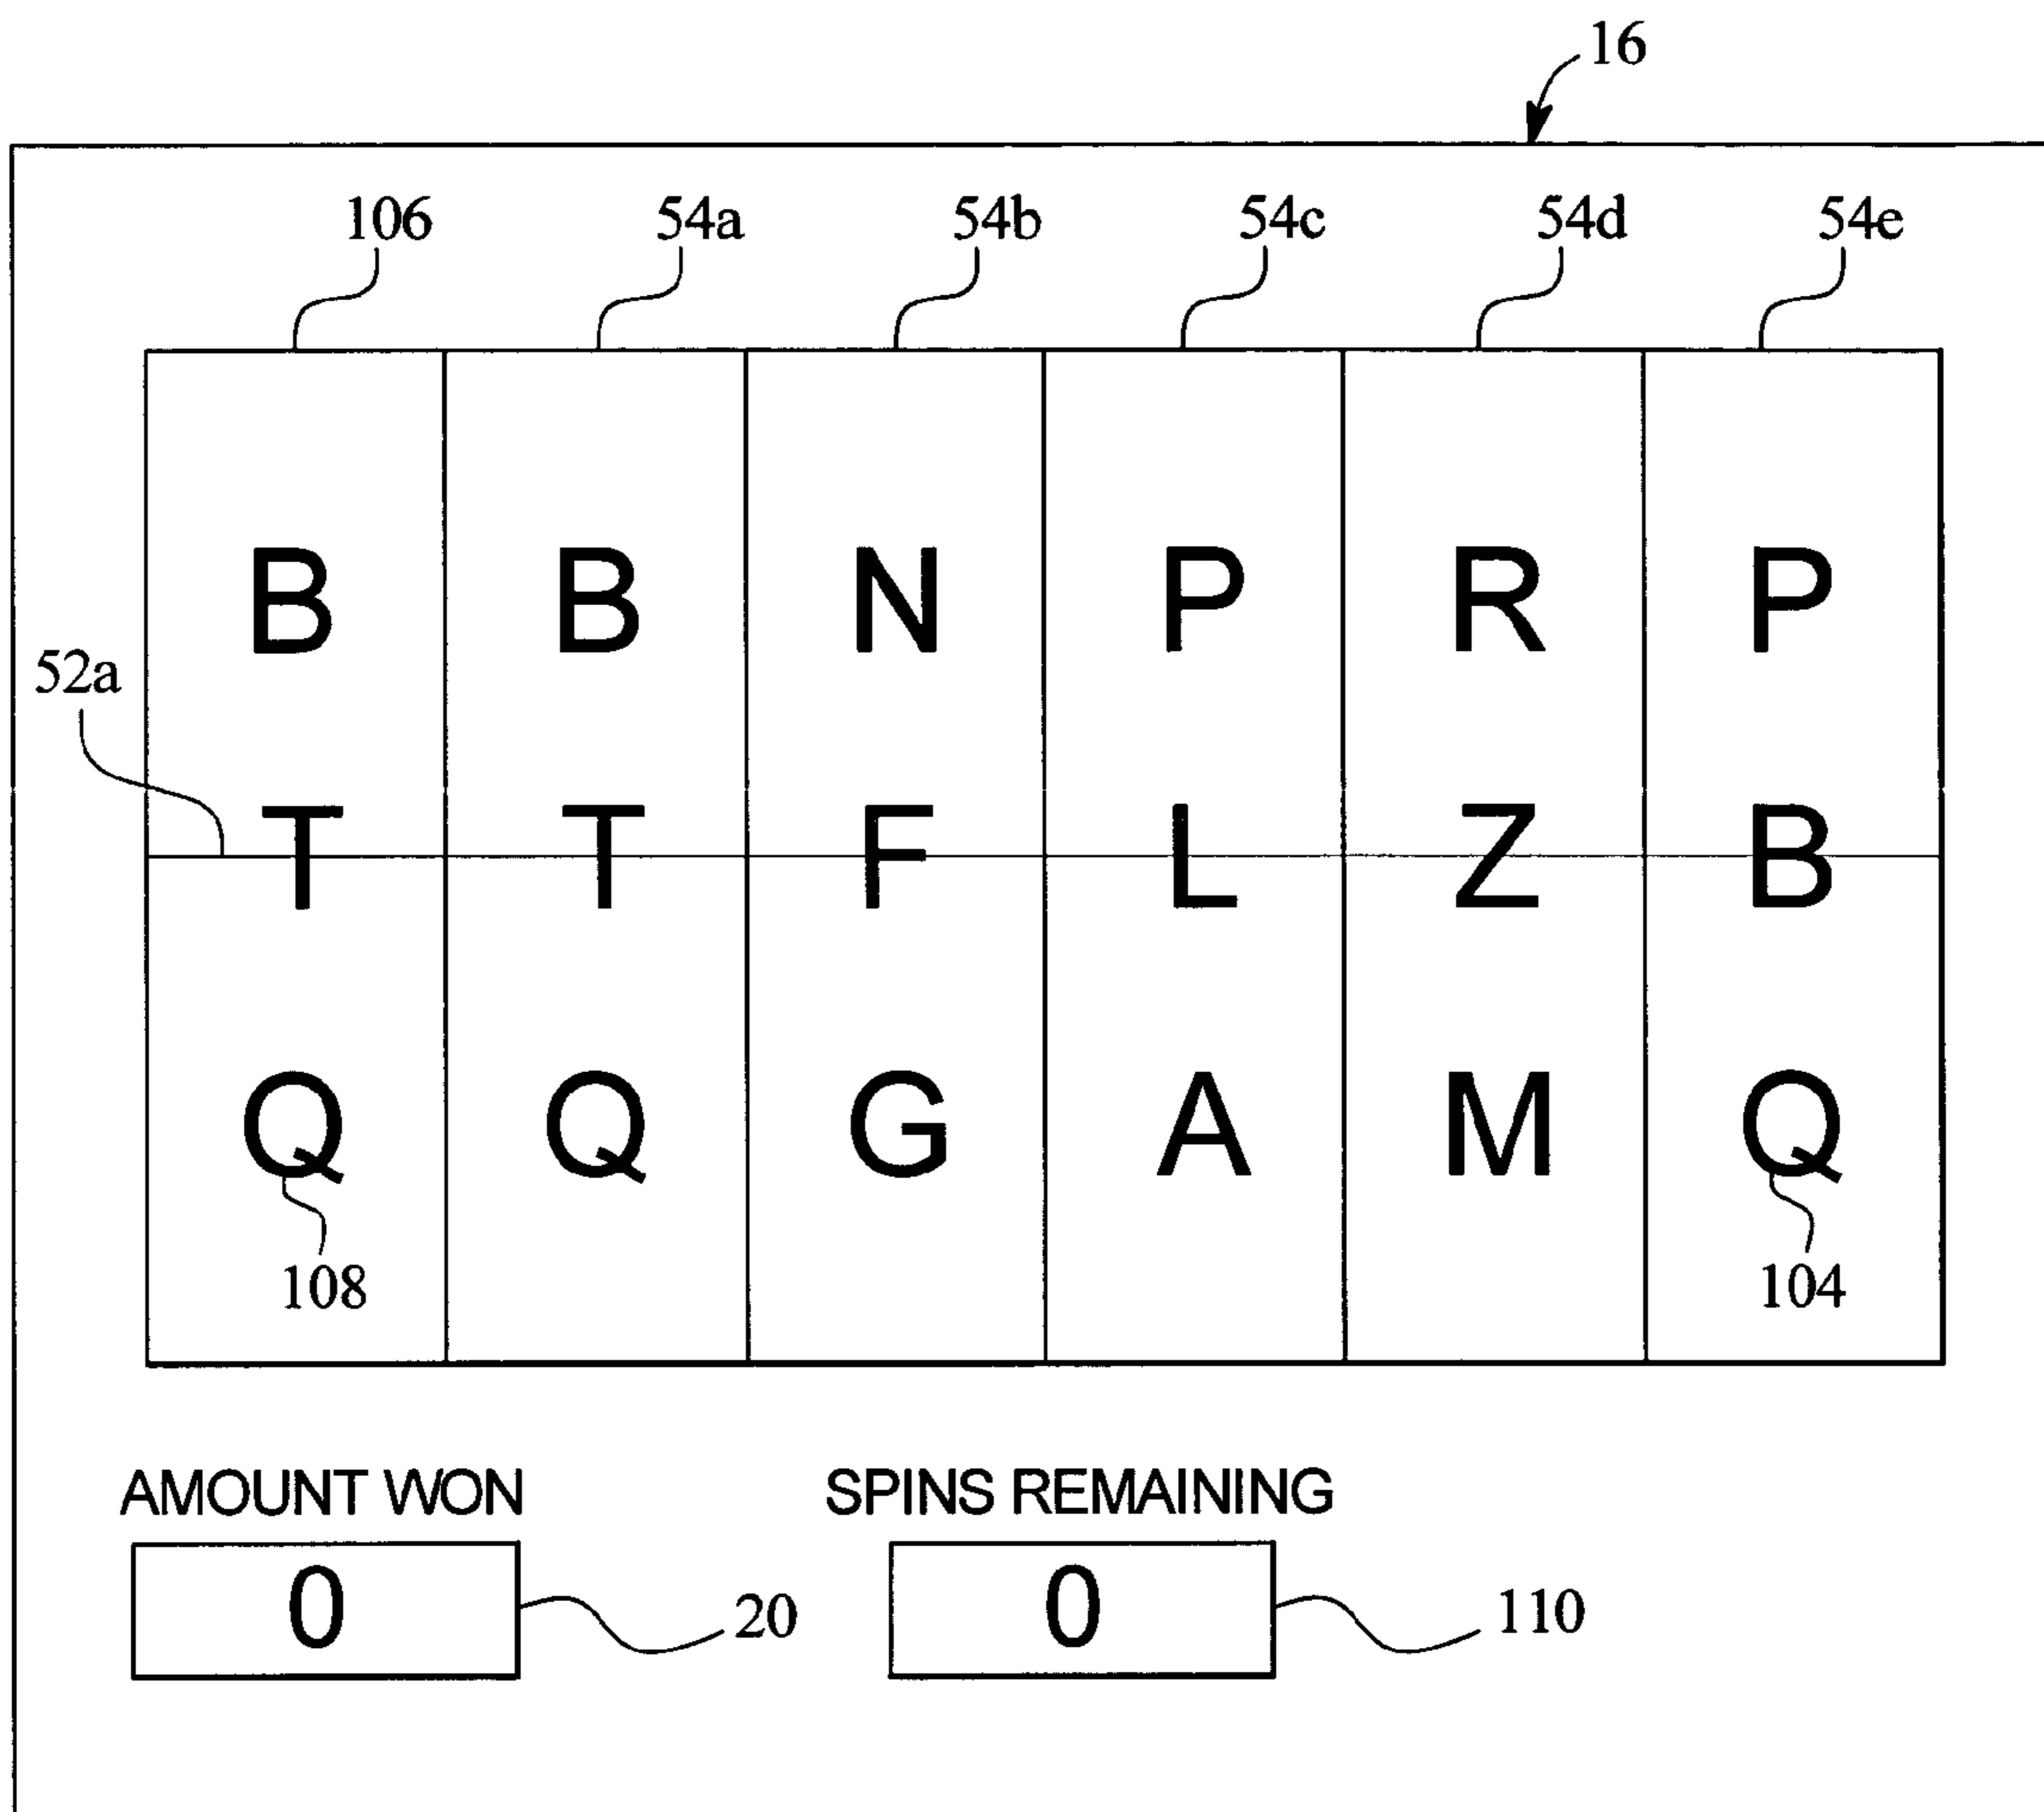 16
106 54a 54b 54c 54d 54e
B B N P R P
52a
T T F L Z B
Q Q G A M Q
108 104
AMOUNT WON SPINS REMAINING
0 20 0 110